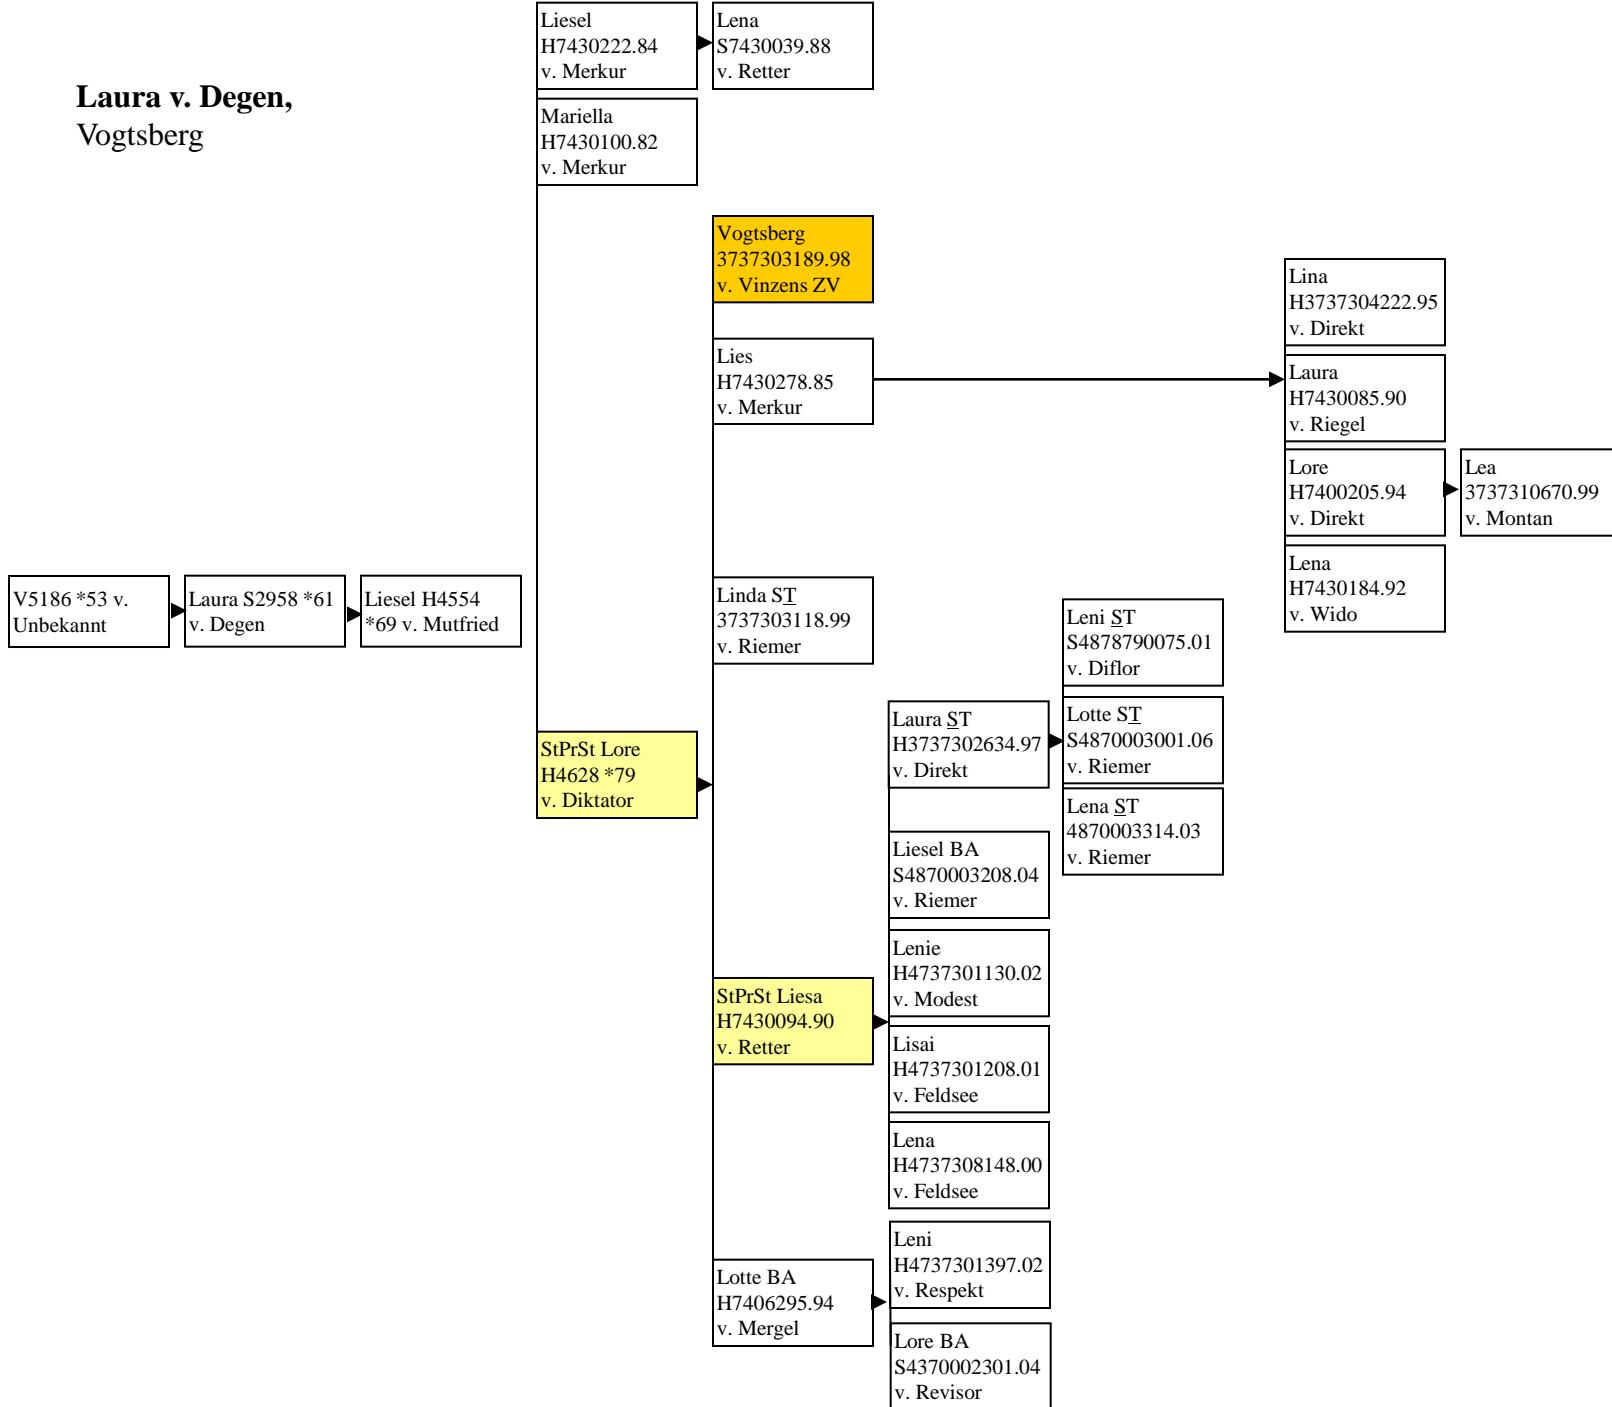 Laura v. Degen,
Vogtsberg
Liesel
H7430222.84
v. Merkur
Lena
S7430039.88
v. Retter
Mariella
H7430100.82
v. Merkur
Vogtsberg
3737303189.98
v. Vinzens ZV
Lies
H7430278.85
v. Merkur
Lina
H3737304222.95
v. Direkt
Laura
H7430085.90
v. Riegel
Lore
H7400205.94
v. Direkt
Lea
3737310670.99
v. Montan
Lena
H7430184.92
v. Wido
V5186 *53 v.
Unbekannt
Laura S2958 *61
v. Degen
Liesel H4554
*69 v. Mutfried
Linda ST
3737303118.99
v. Riemer
Leni ST
S4878790075.01
v. Diflor
Laura ST
H3737302634.97
v. Direkt
Lotte ST
S4870003001.06
v. Riemer
Lena ST
4870003314.03
v. Riemer
StPrSt Lore
H4628 *79
v. Diktator
Liesel BA
S4870003208.04
v. Riemer
Lenie
H4737301130.02
v. Modest
StPrSt Liesa
H7430094.90
v. Retter
Lisai
H4737301208.01
v. Feldsee
Lena
H4737308148.00
v. Feldsee
Lotte BA
H7406295.94
v. Mergel
Leni
H4737301397.02
v. Respekt
Lore BA
S4370002301.04
v. Revisor